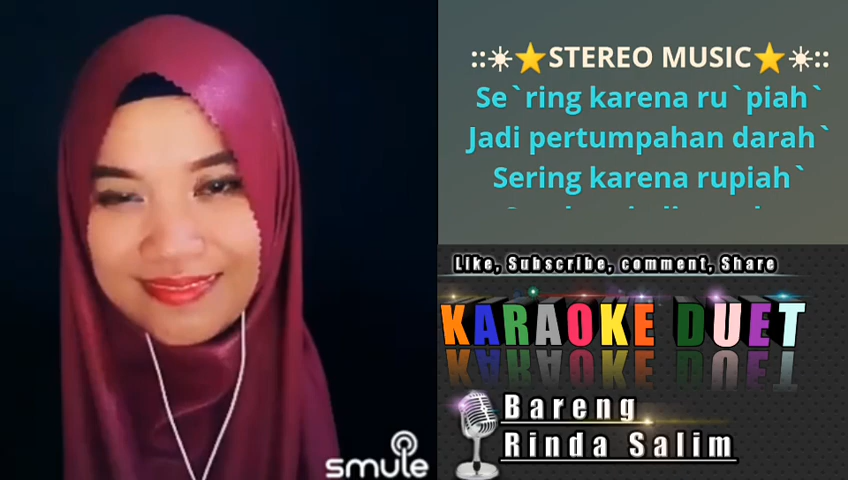 smule
::☀⭐STEREO MUSIC⭐☀::
Se`ring karena ru`piah`
Jadi pertumpahan darah`
Sering karena rupiah`
Like, Subscribe, comment, Share
KARAOKE DUET
Bareng
Rinda Salim